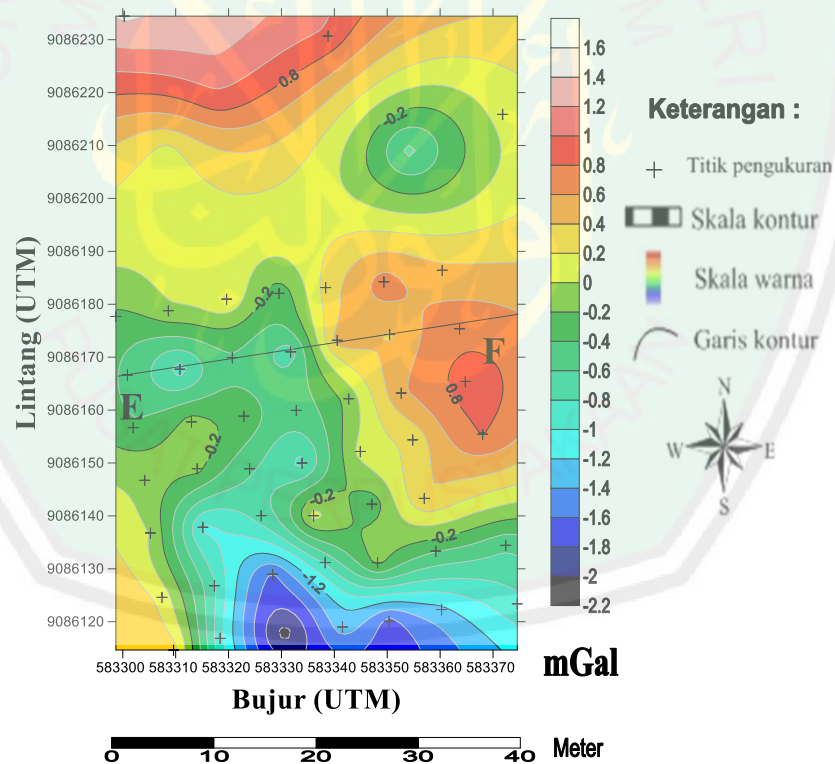 9086230
9086220
9086210
9086200
9086190
9086180
9086170
9086160
9086150
9086140
9086130
9086120
Lintang (UTM)
0.8
-0.2
-0.2
F
E
0.8
-0.2
-0.2
-0.2
-1.2
583300 583310 583320 583330 583340 583350 583360 583370
Bujur (UTM)
1.6
1.4
1.2
1
0.8
0.6
0.4
0.2
0
-0.2
-0.4
-0.6
-0.8
-1
-1.2
-1.4
-1.6
-1.8
-2
-2.2
mGal
Keterangan :
Titik pengukuran
Skala kontur
Skala warna
Garis kontur
N
W E
S
0 10 20 30 40 Meter